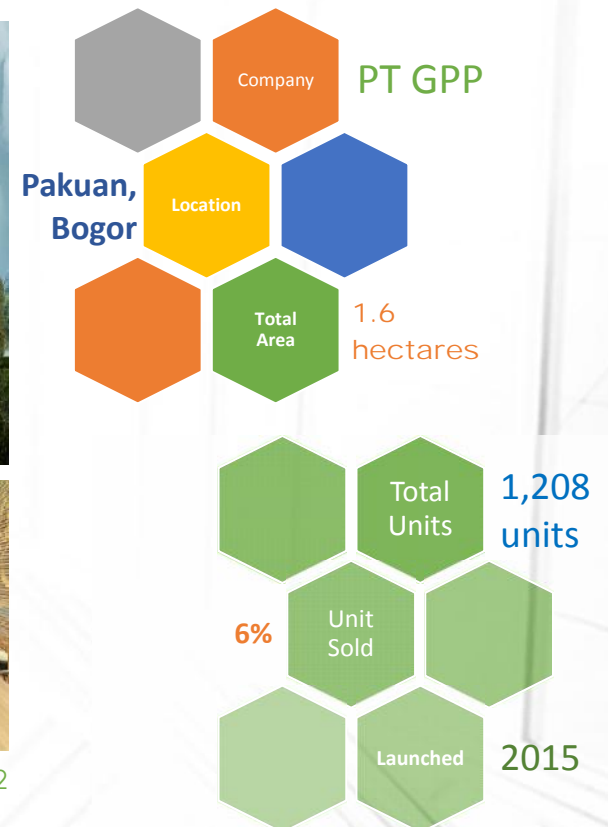 Company
PT GPP
Pakuan,
Bogor
Location
Total
Area
1.6
hectares
Total
Units
1,208
units
6%
Unit
Sold
Launched
2015
2